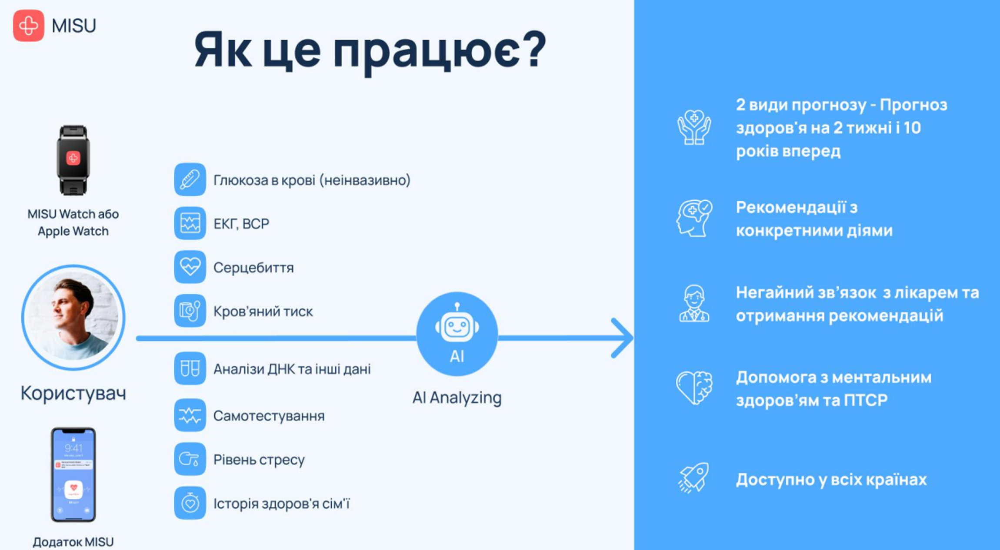 MISU
Як це працює?
MISU Watch або
Apple Watch
Користувач
9:41
Додаток MISU
Глюкоза в крові (неінвазивно)
ЕКГ, ВСР
Серцебиття
Кров’яний тиск
Аналізи ДНК та інші дані
Самотестування
Рівень стресу
Історія здоров'я сім'ї
AI
AI Analyzing
2 види прогнозу - Прогноз
здоров'я на 2 тижні і 10
років вперед
Рекомендації з
конкретними діями
Негайний зв’язок з лікарем та
отримання рекомендацій
Допомога з ментальним
здоров’ям та ПТСР
Доступно у всіх країнах